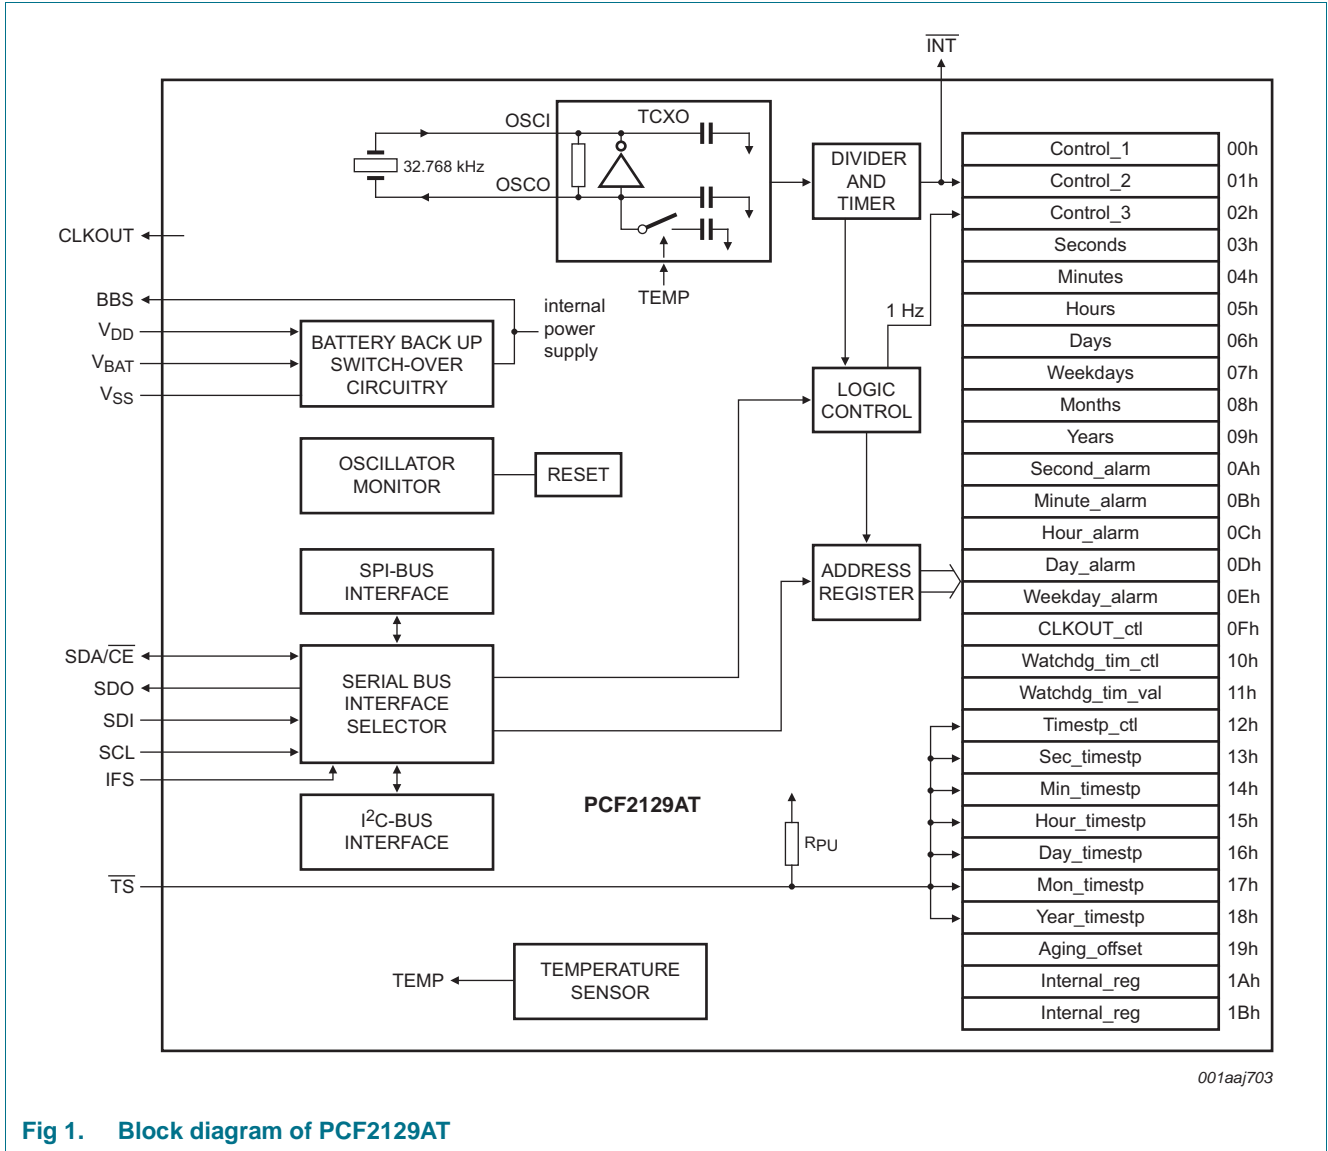 INT
OSCI
TCXO
32.768 kHz
OSCO
TEMP
DIVIDER
AND
TIMER
CLKOUT
BBS
VDD
VBAT
VSS
BATTERY BACK UP
SWITCH-OVER
CIRCUITRY
internal
power
supply
1 Hz
LOGIC
CONTROL
OSCILLATOR
MONITOR
RESET
SPI-BUS
INTERFACE
ADDRESS
REGISTER
SDA/CE
SDO
SDI
SCL
IFS
SERIAL BUS
INTERFACE
SELECTOR
I2C-BUS
INTERFACE
PCF2129AT
RPU
TS
TEMP
TEMPERATURE
SENSOR
Control_1 00h
Control_2 01h
Control_3 02h
Seconds 03h
Minutes 04h
Hours 05h
Days 06h
Weekdays 07h
Months 08h
Years 09h
Second_alarm 0Ah
Minute_alarm 0Bh
Hour_alarm 0Ch
Day_alarm 0Dh
Weekday_alarm 0Eh
CLKOUT_ctl 0Fh
Watchdg_tim_ctl 10h
Watchdg_tim_val 11h
Timestp_ctl 12h
Sec_timestp 13h
Min_timestp 14h
Hour_timestp 15h
Day_timestp 16h
Mon_timestp 17h
Year_timestp 18h
Aging_offset 19h
Internal_reg 1Ah
Internal_reg 1Bh
001aaj703
Fig 1. Block diagram of PCF2129AT